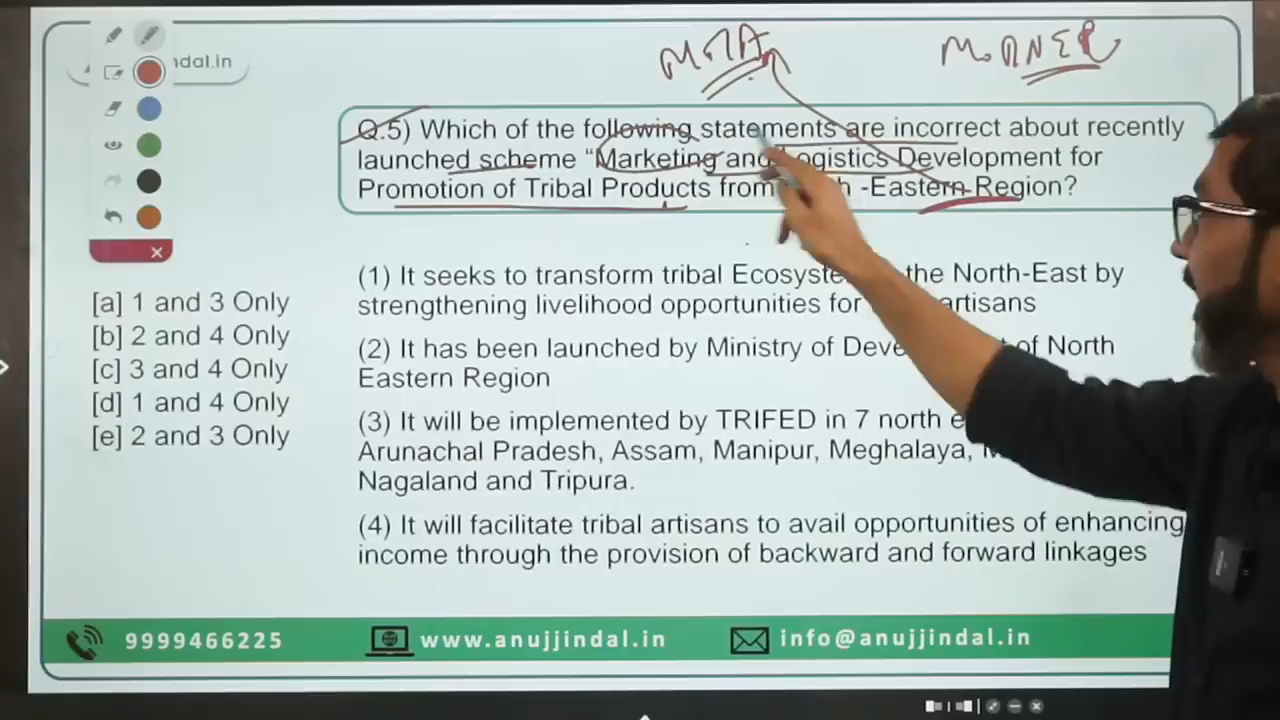 MOTA
MODNER
ndal.in
Q.5) Which of the following statements are incorrect about recently
launched scheme “Marketing and Logistics Development for
Promotion of Tribal Products from -Eastern Region?
(1) It seeks to transform tribal the North-East by
strengthening livelihood opportunities for artisans
(2) It has been launched by Ministry of of North
Eastern Region
(3) It will be implemented by TRIFED in 7 north
Arunachal Pradesh, Assam, Manipur, Meghalaya,
Nagaland and Tripura.
(4) It will facilitate tribal artisans to avail opportunities of enhancing
income through the provision of backward and forward linkages
[a] 1 and 3 Only
[b] 2 and 4 Only
[c] 3 and 4 Only
[d] 1 and 4 Only
[e] 2 and 3 Only
9999466225 www.anujjindal.in info@anujjindal.in